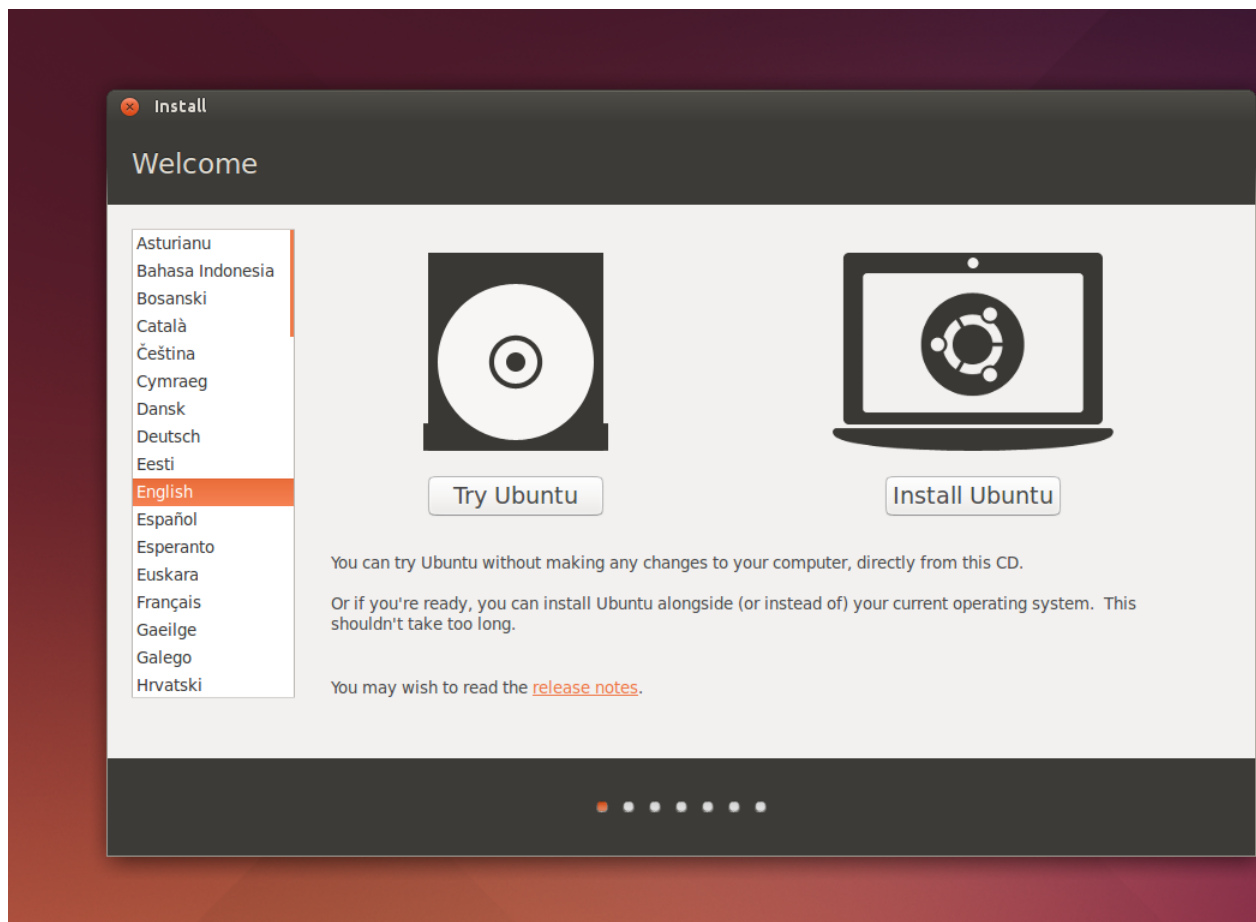 Install
Welcome
Asturianu
Bahasa Indonesia
Bosanski
Català
Čeština
Cymraeg
Dansk
Deutsch
Eesti
English
Español
Esperanto
Euskara
Français
Gaeilge
Galego
Hrvatski
Try Ubuntu
Install Ubuntu
You can try Ubuntu without making any changes to your computer, directly from this CD.
Or if you're ready, you can install Ubuntu alongside (or instead of) your current operating system.  This
shouldn't take too long.
You may wish to read the release notes.